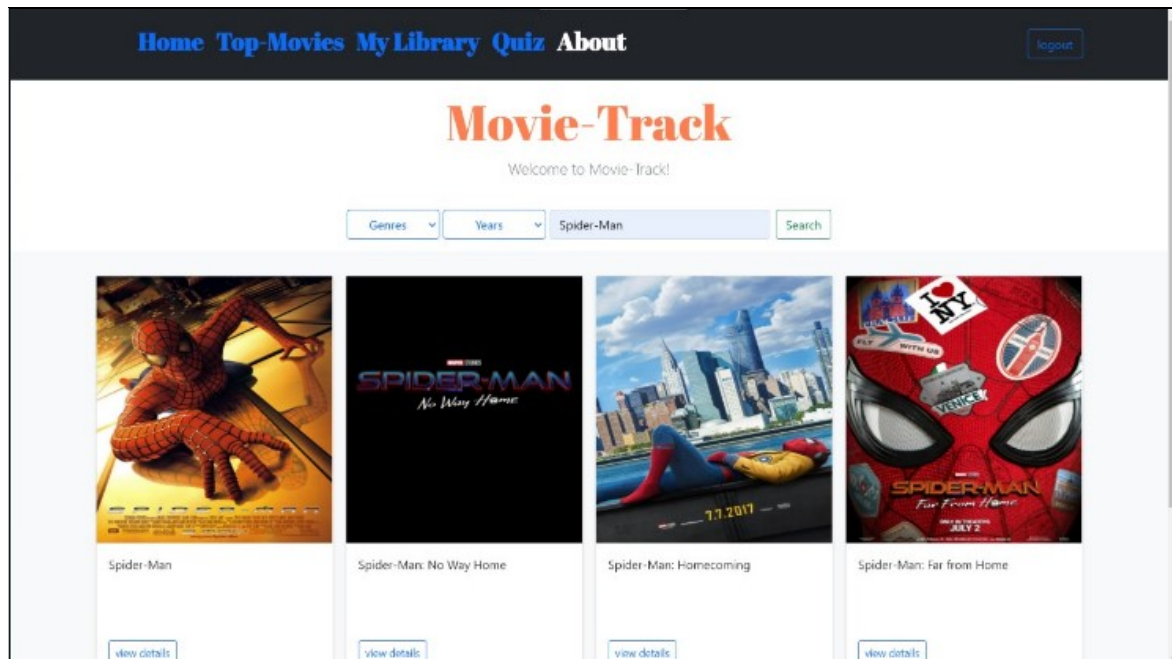 Home Top-Movies My Library Quiz About
logout
Movie-Track
Welcome to Movie-Track!
Genres Years Spider-Man Search
SPIDER-MAN
No Way Home
7.7.2017
I ♥
NY
FLY WITH US
VENICE
SPIDER-MAN
Far From Home
ONLY IN THEATERS
JULY 2
Spider-Man
Spider-Man: No Way Home
Spider-Man: Homecoming
Spider-Man: Far from Home
view details
view details
view details
view details